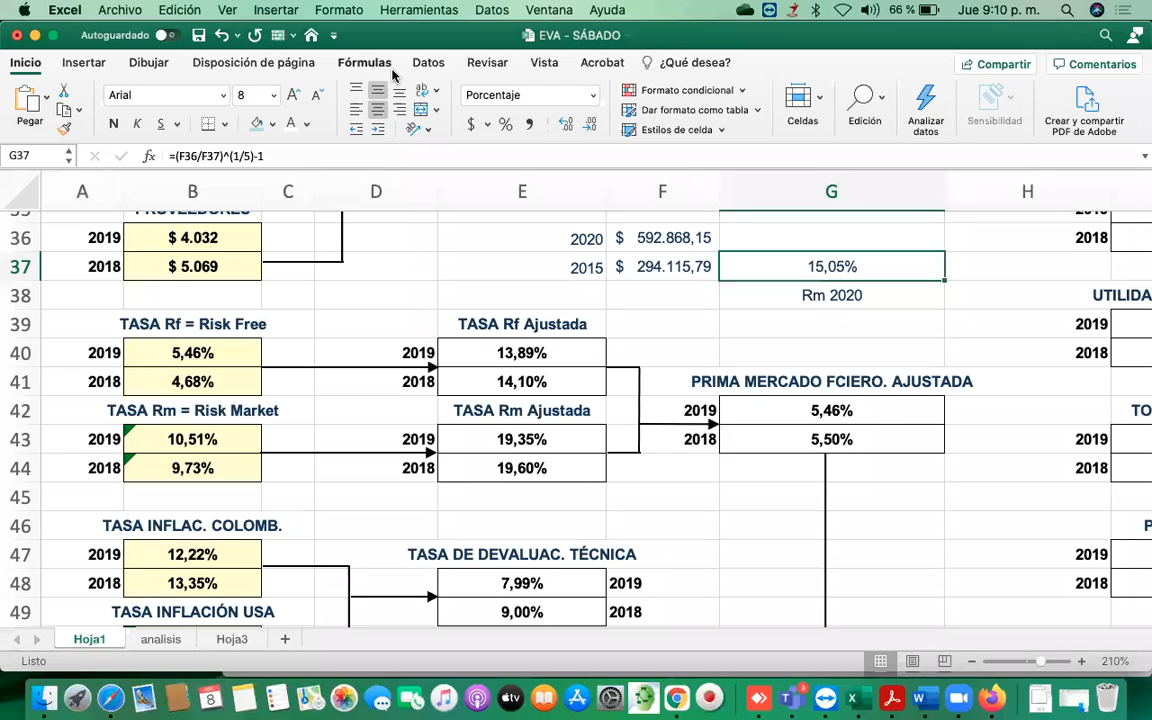 Excel Archivo Edición Ver Insertar Formato Herramientas Datos Ventana Ayuda 66 % Jue 9:10 p. m.
Autoguardado EVA - SÁBADO
Inicio Insertar Dibujar Disposición de página Fórmulas Datos Revisar Vista Acrobat ¿Qué desea? Compartir Comentarios
Pegar Arial 8 Porcentaje Formato condicional Dar formato como tabla Estilos de celda Celdas Edición Analizar datos Sensibilidad Crear y compartir PDF de Adobe
N K S A $ % ab
G37 fx =(F36/F37)^(1/5)-1
A B C D E F G H
35 PROVEEDORES
36 2019 $ 4.032 2020 $ 592.868,15 2018
37 2018 $ 5.069 2015 $ 294.115,79 15,05%
38 Rm 2020 UTILIDA
39 TASA Rf = Risk Free TASA Rf Ajustada 2019
40 2019 5,46% 2019 13,89% 2018
41 2018 4,68% 2018 14,10% PRIMA MERCADO FCIERO. AJUSTADA
42 TASA Rm = Risk Market TASA Rm Ajustada 2019 5,46% TO
43 2019 10,51% 2019 19,35% 2018 5,50% 2019
44 2018 9,73% 2018 19,60% 2018
45
46 TASA INFLAC. COLOMB. P
47 2019 12,22% TASA DE DEVALUAC. TÉCNICA 2019
48 2018 13,35% 7,99% 2019 2018
49 TASA INFLACIÓN USA 9,00% 2018
Hoja1 analisis Hoja3 +
Listo 210%